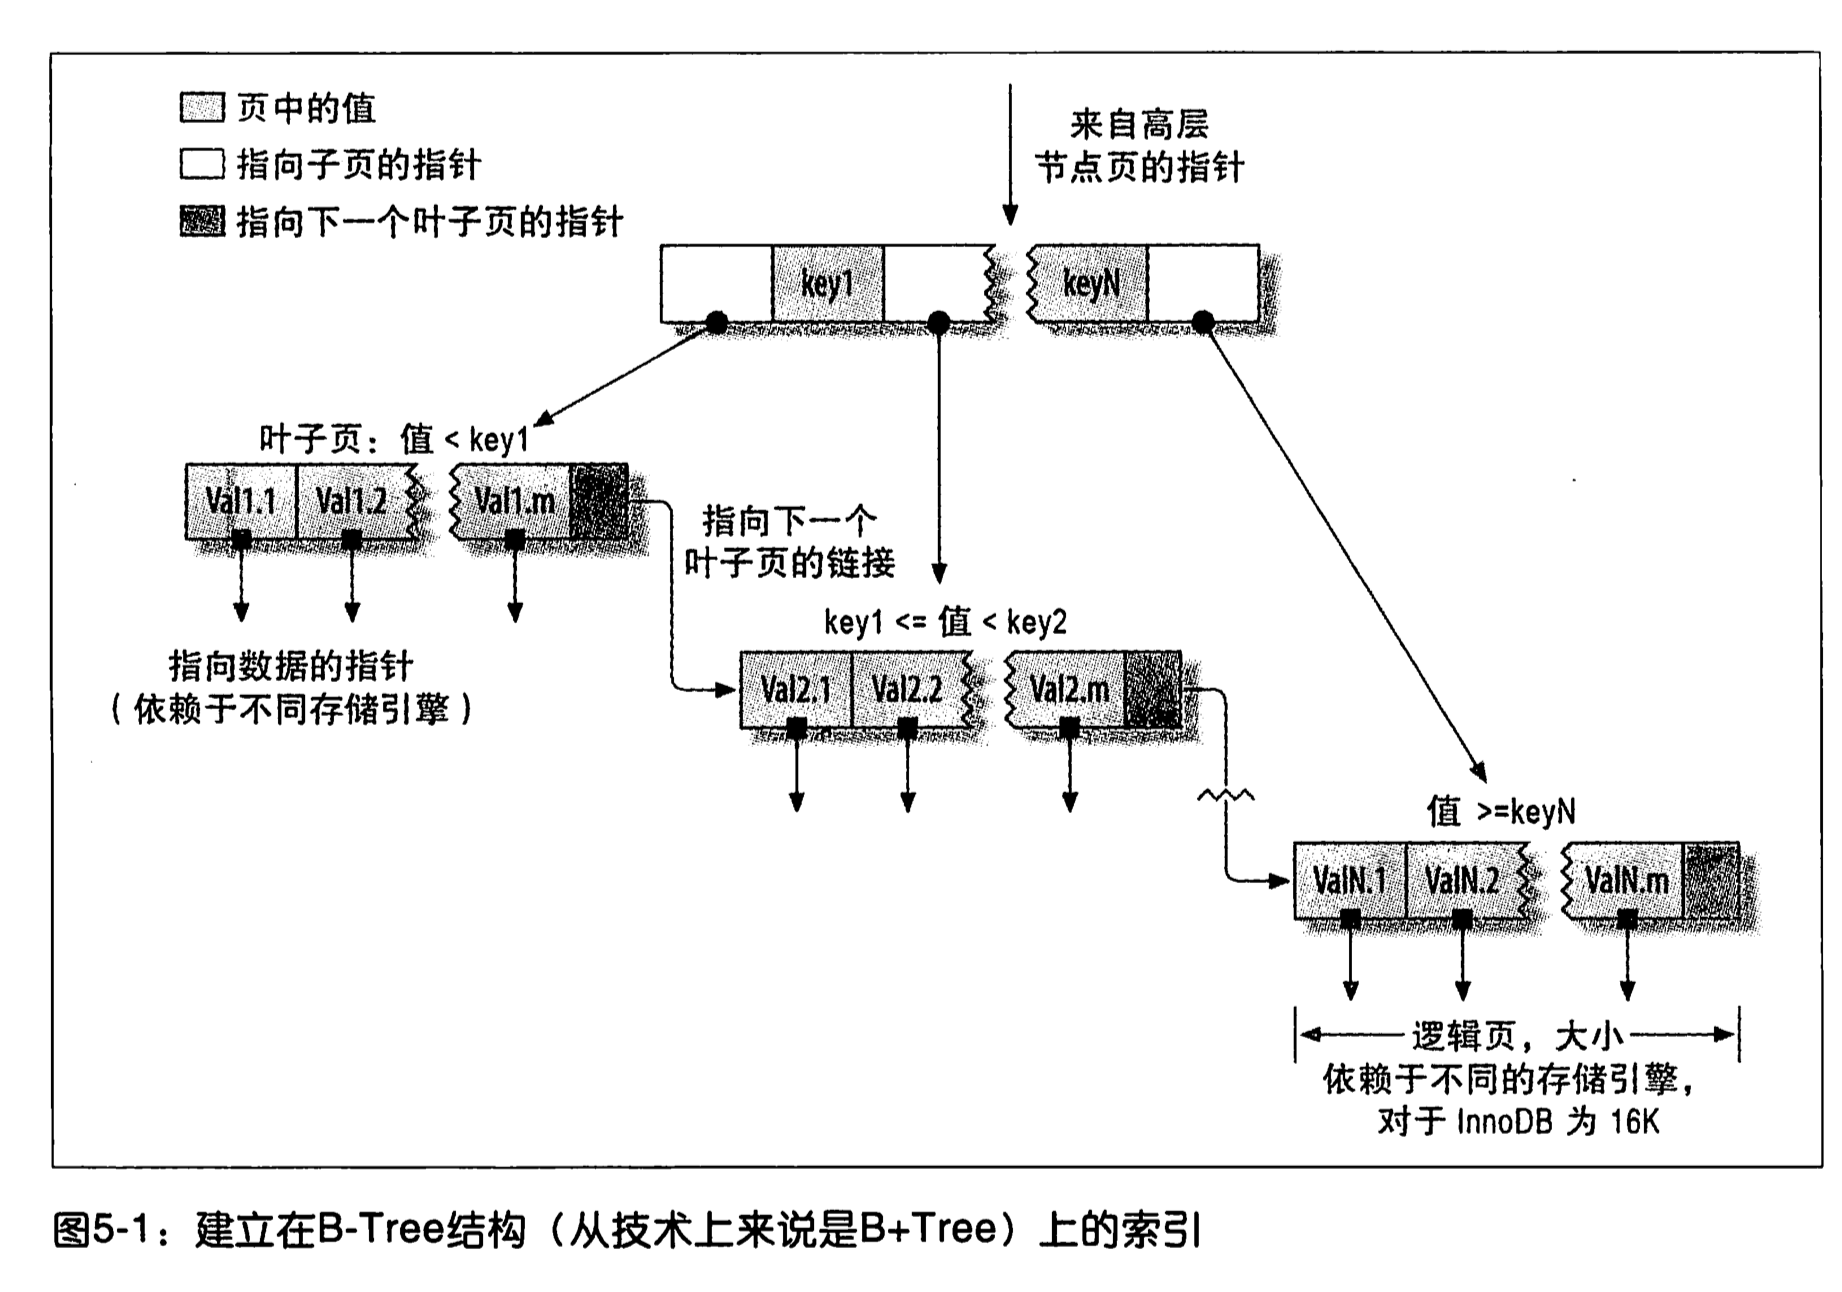 页中的值
指向子页的指针
指向下一个叶子页的指针
来自高层
节点页的指针
key1
keyN
叶子页：值 < key1
Val1.1
Val1.2
Val1.m
指向下一个
叶子页的链接
指向数据的指针
（依赖于不同存储引擎）
key1 <= 值 < key2
Val2.1
Val2.2
Val2.m
值 >=keyN
ValN.1
ValN.2
ValN.m
逻辑页，大小
依赖于不同的存储引擎，
对于 InnoDB 为 16K
图5-1：建立在B-Tree结构（从技术上来说是B+Tree）上的索引